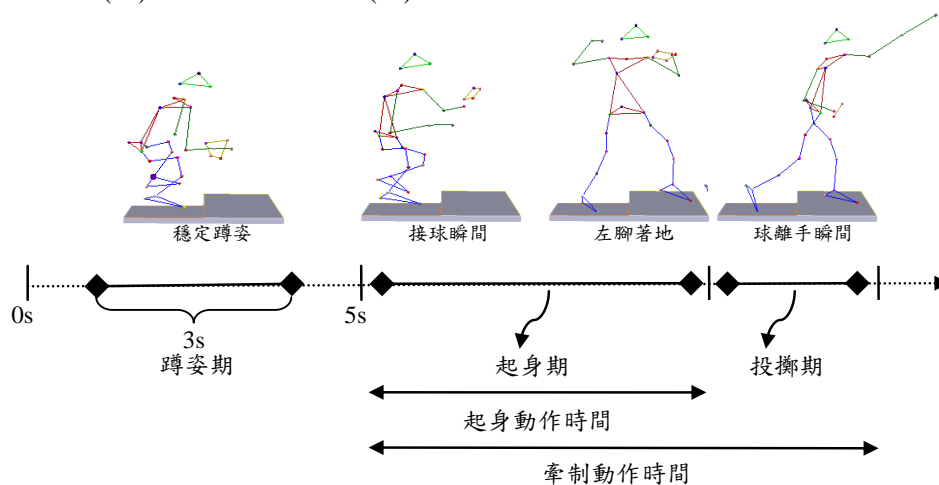 穩定蹲姿
接球瞬間
左腳著地
球離手瞬間
0s
5s
3s
蹲姿期
起身期
投擲期
起身動作時間
牽制動作時間